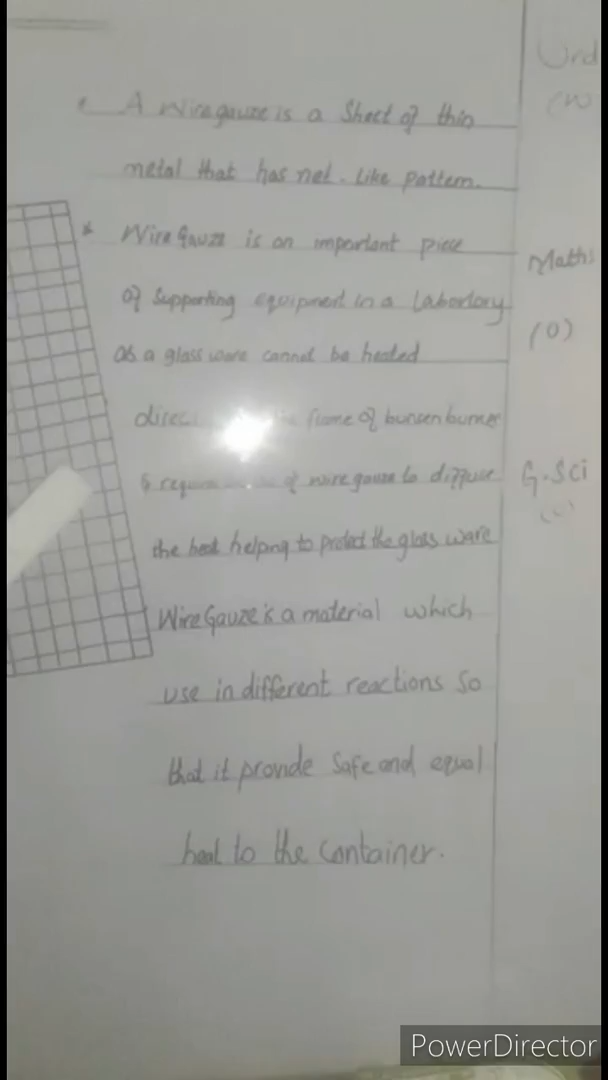 A Wire gauze is a Sheet of thin
metal that has net - Like pattern.
* Wire Gauze is an important piece
of Supporting equipment in a Labortory
as a glass ware cannot be heated
direc flame of bunsen burner
& requ of wire gauze to diffuse
the heat helping to protect the glass ware
Wire Gauze is a material which
use in different reactions so
that it provide Safe and equal
heat to the Container.
Urd
(W
Maths
(O)
G.Sci
PowerDirector